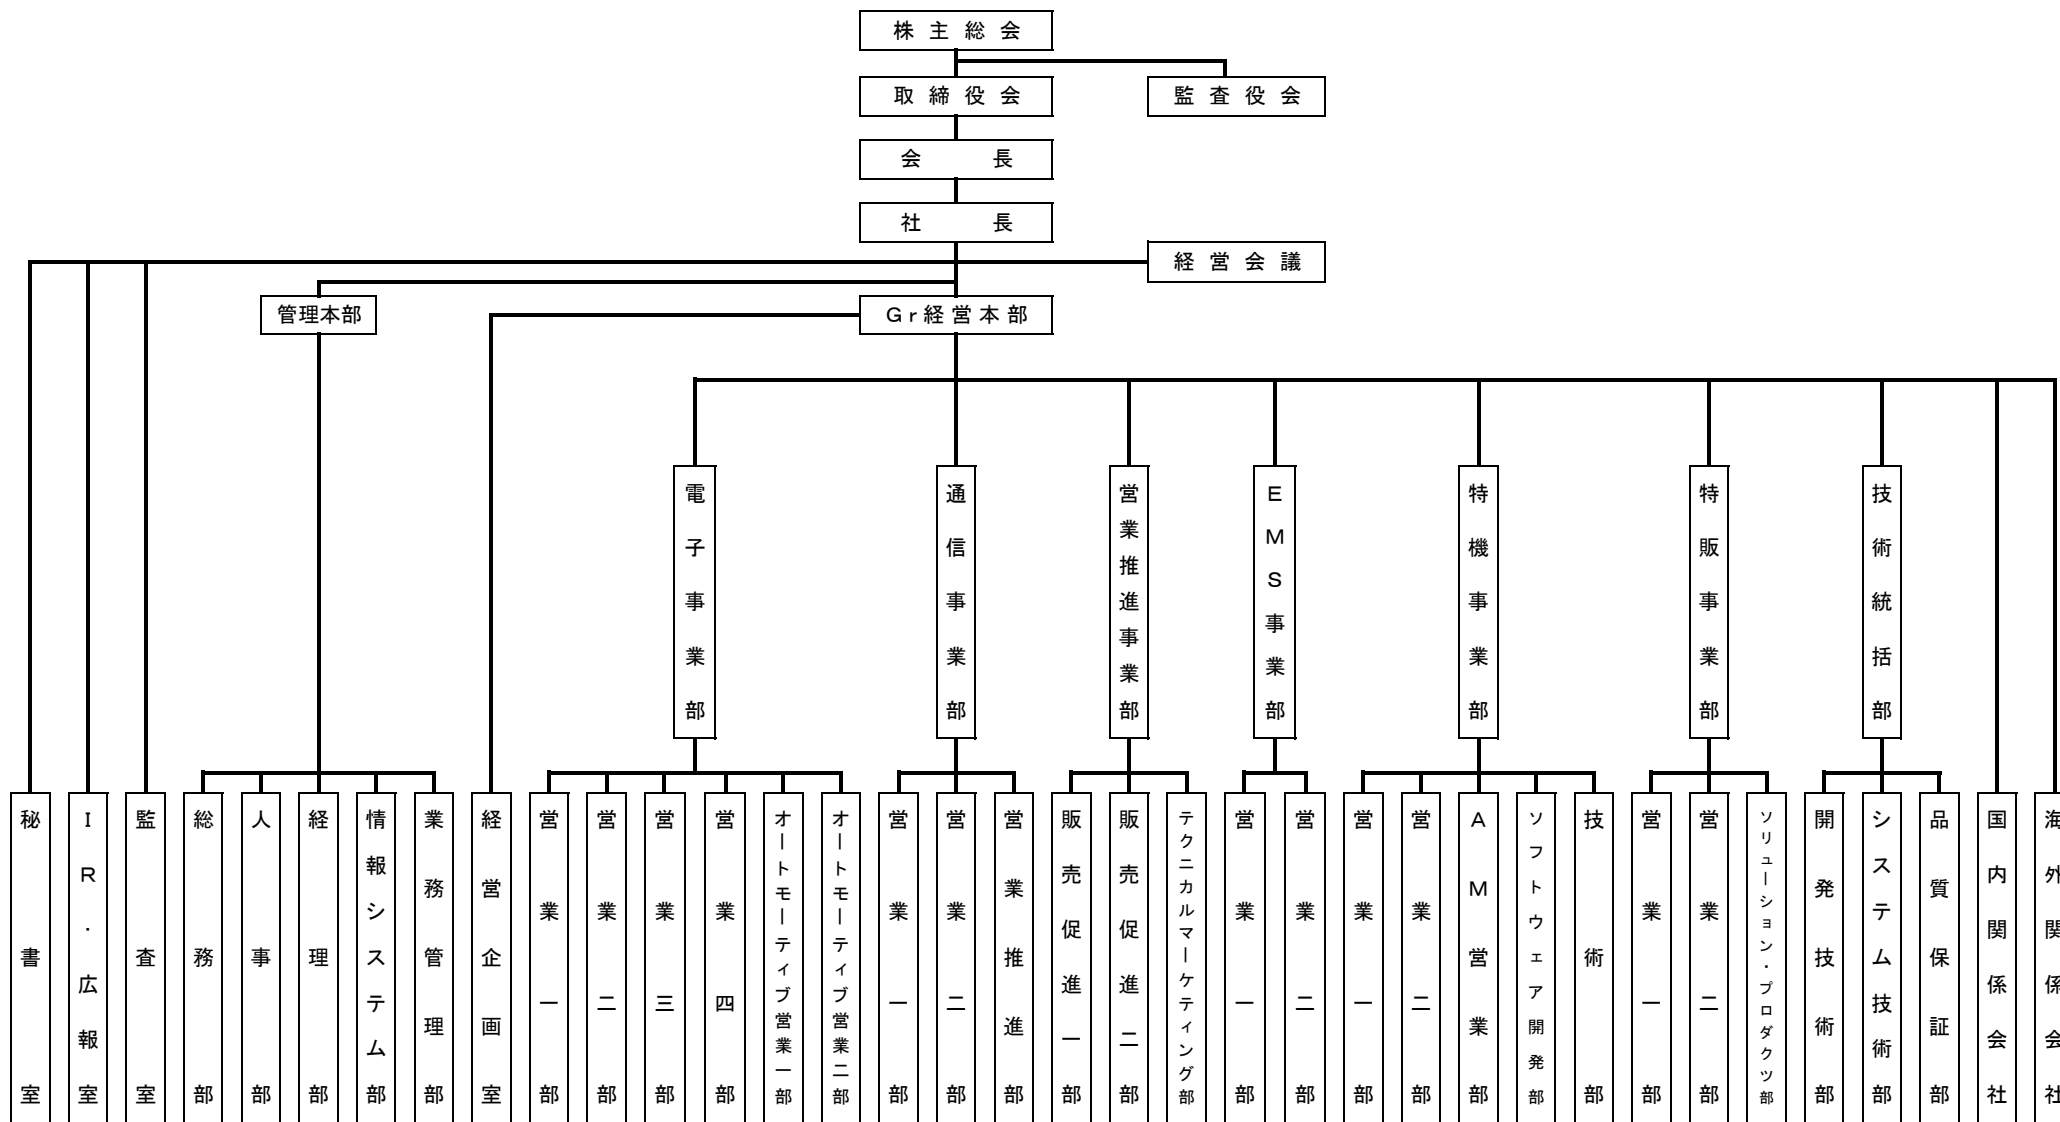 株主総会
取締役会
監査役会
会長
社長
経営会議
管理本部
Gr経営本部
電子事業部
通信事業部
営業推進事業部
EMS事業部
特機事業部
特販事業部
技術統括部
秘書室
IR・広報室
監査室
総務部
人事部
経理部
情報システム部
業務管理部
経営企画室
営業一部
営業二部
営業三部
営業四部
オートモーティブ営業一部
オートモーティブ営業二部
営業一部
営業二部
営業推進部
販売促進一部
販売促進二部
テクニカルマーケティング部
営業一部
営業二部
営業一部
営業二部
AM営業部
ソフトウェア開発部
技術部
営業一部
営業二部
ソリューション・プロダクツ部
開発技術部
システム技術部
品質保証部
国内関係会社
海外関係会社